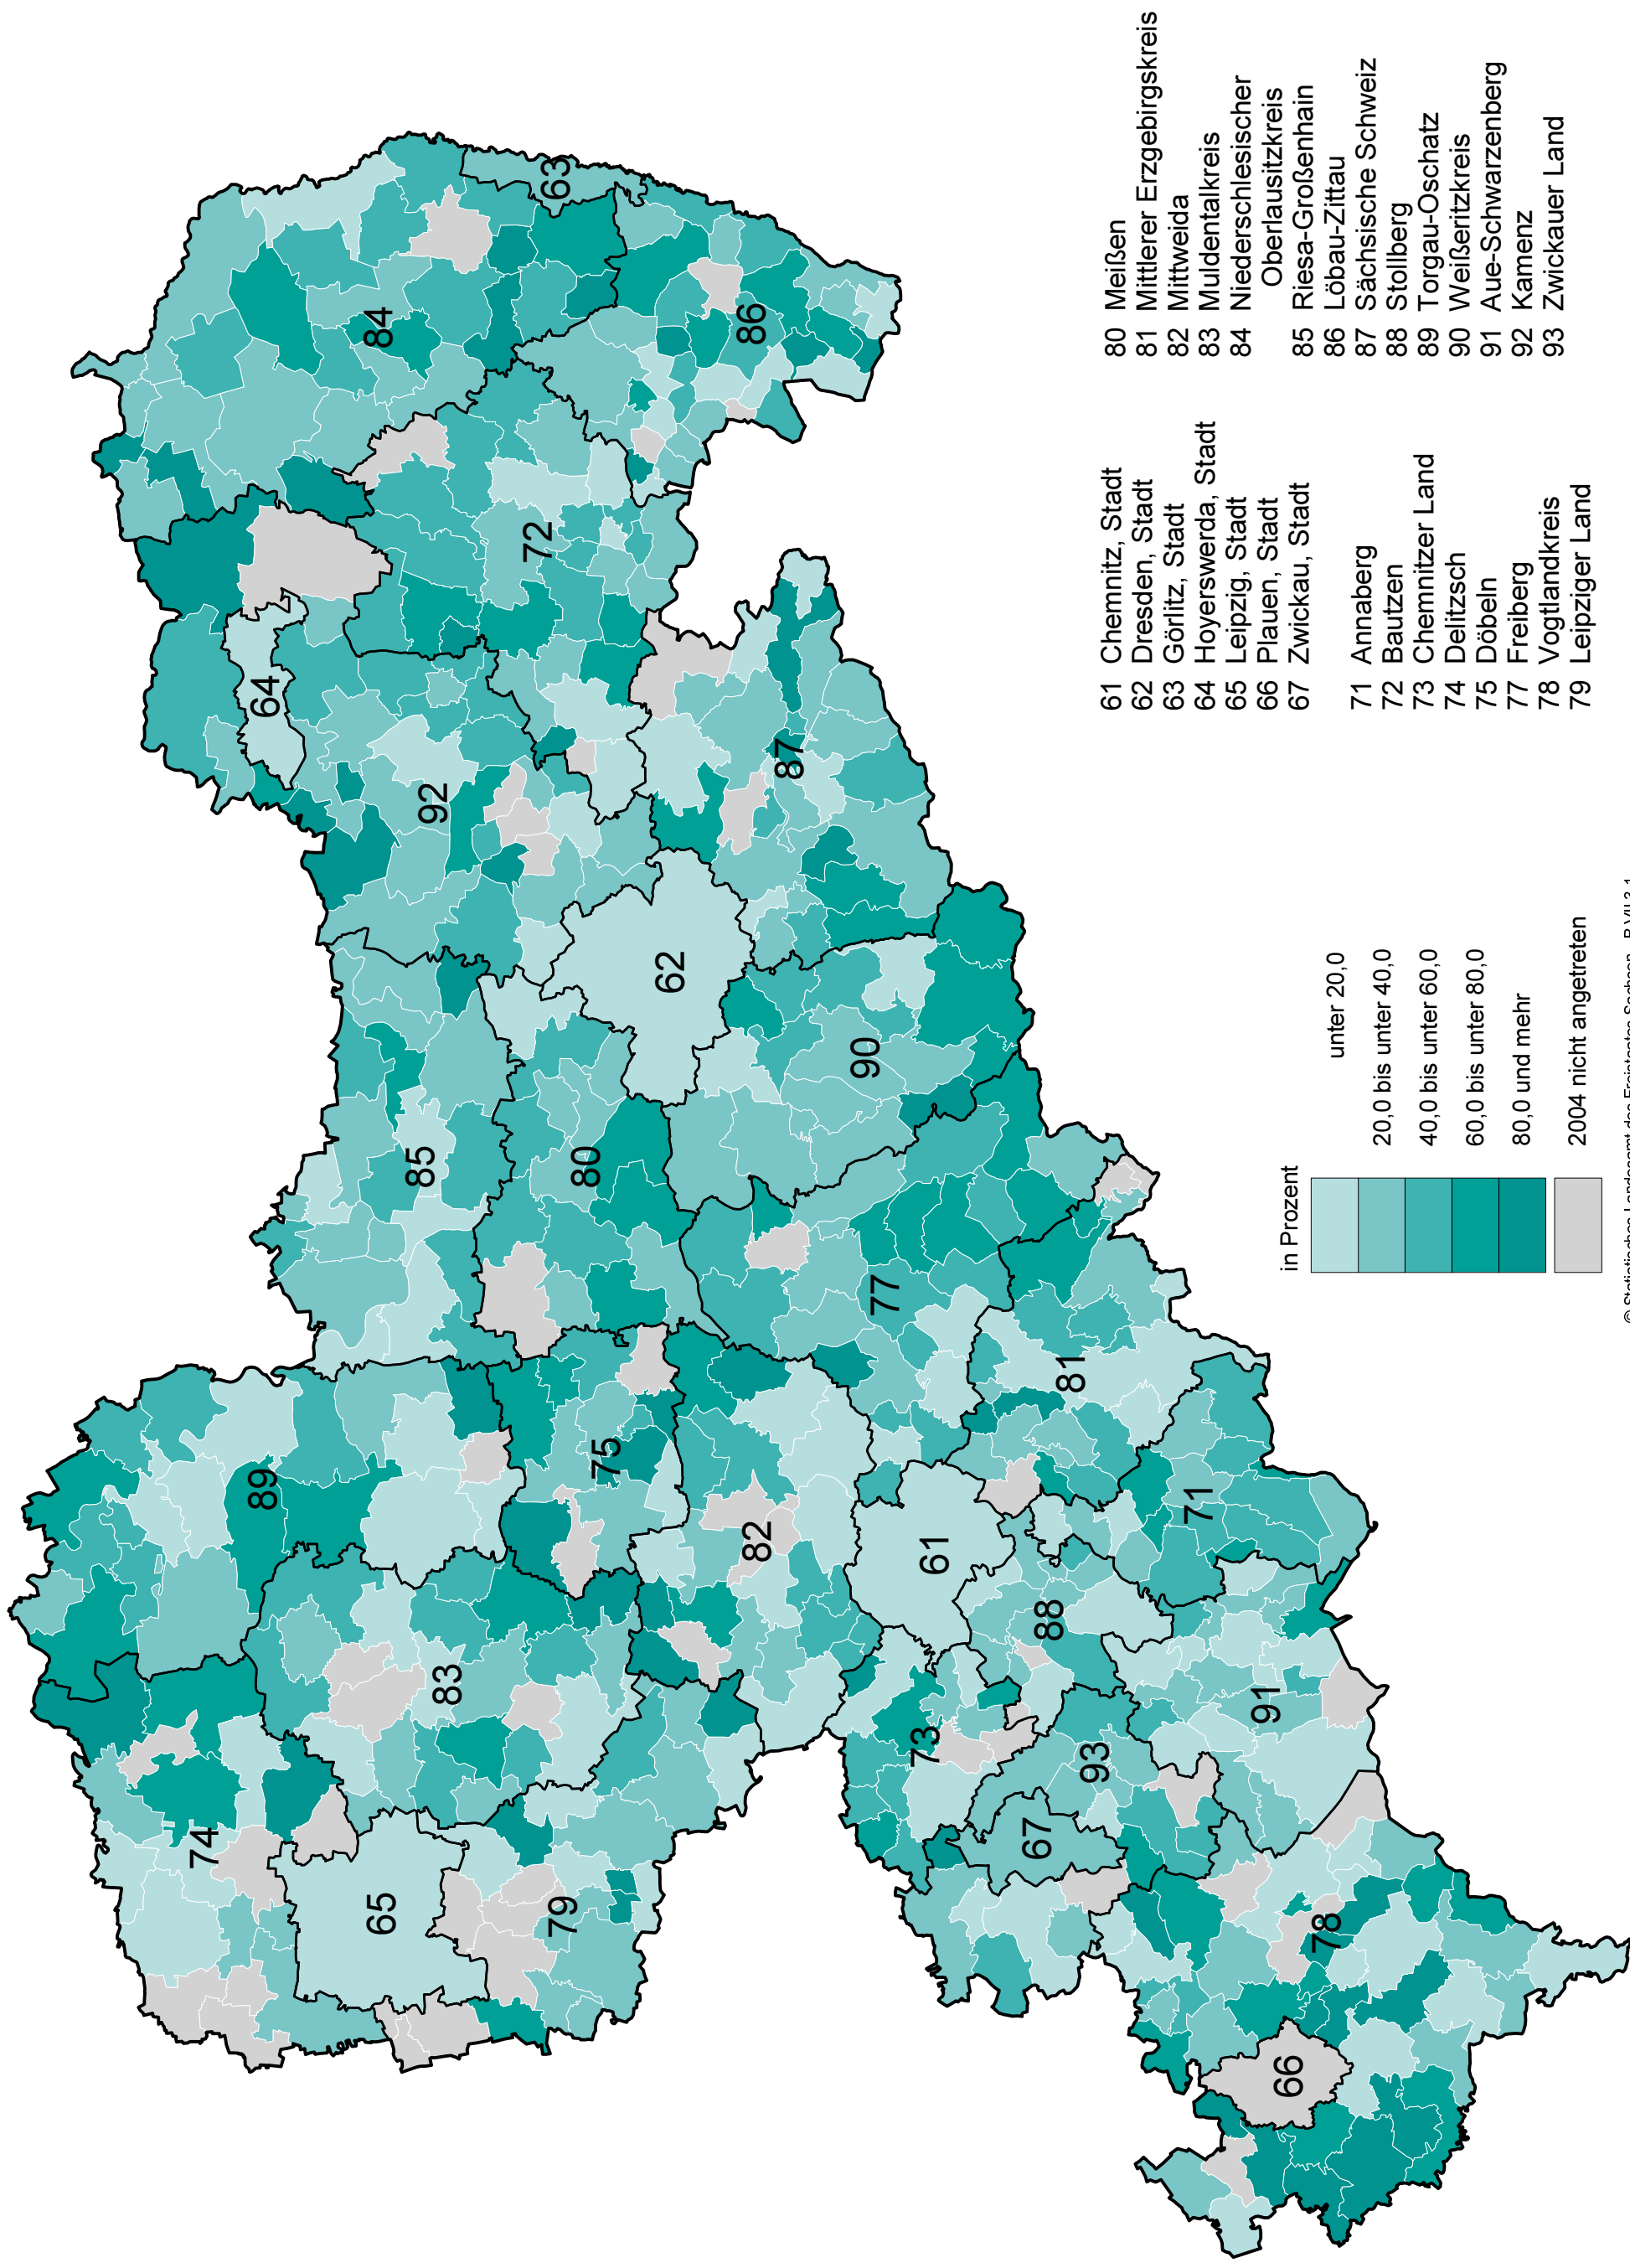 61 Chemnitz, Stadt
62 Dresden, Stadt
63 Görlitz, Stadt
64 Hoyerswerda, Stadt
65 Leipzig, Stadt
66 Plauen, Stadt
67 Zwickau, Stadt
71 Annaberg
72 Bautzen
73 Chemnitzer Land
74 Delitzsch
75 Döbeln
77 Freiberg
78 Vogtlandkreis
79 Leipziger Land
80 Meißen
81 Mittlerer Erzgebirgskreis
82 Mittweida
83 Muldentalkreis
84 Niederschlesischer
Oberlausitzkreis
85 Riesa-Großenhain
86 Löbau-Zittau
87 Sächsische Schweiz
88 Stollberg
89 Torgau-Oschatz
90 Weißeritzkreis
91 Aue-Schwarzenberg
92 Kamenz
93 Zwickauer Land
in Prozent
unter 20,0
20,0 bis unter 40,0
40,0 bis unter 60,0
60,0 bis unter 80,0
80,0 und mehr
2004 nicht angetreten
74
89
65
83
79
75
82
85
80
64
92
84
63
72
86
62
87
90
77
61
81
73
88
71
67
93
91
78
66